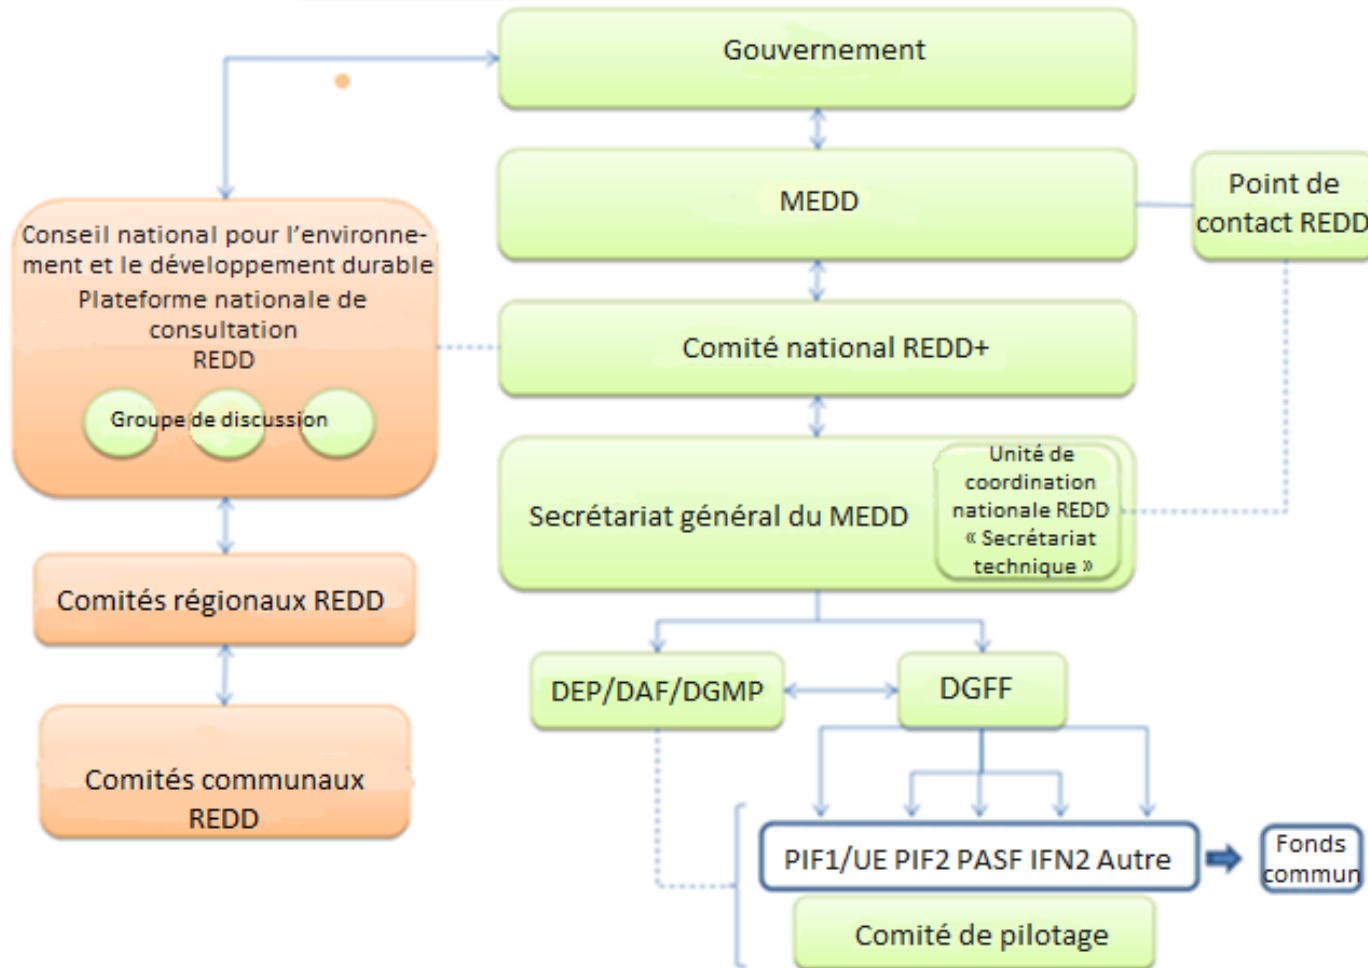 Gouvernement
MEDD
Point de
contact REDD
Conseil national pour l’environne-
ment et le développement durable
Plateforme nationale de
consultation
REDD
Groupe de discussion
Comité national REDD+
Secrétariat général du MEDD
Unité de
coordination
nationale REDD
« Secrétariat
technique »
Comités régionaux REDD
DEP/DAF/DGMP
DGFF
Comités communaux
REDD
PIF1/UE PIF2 PASF IFN2 Autre
Fonds
commun
Comité de pilotage